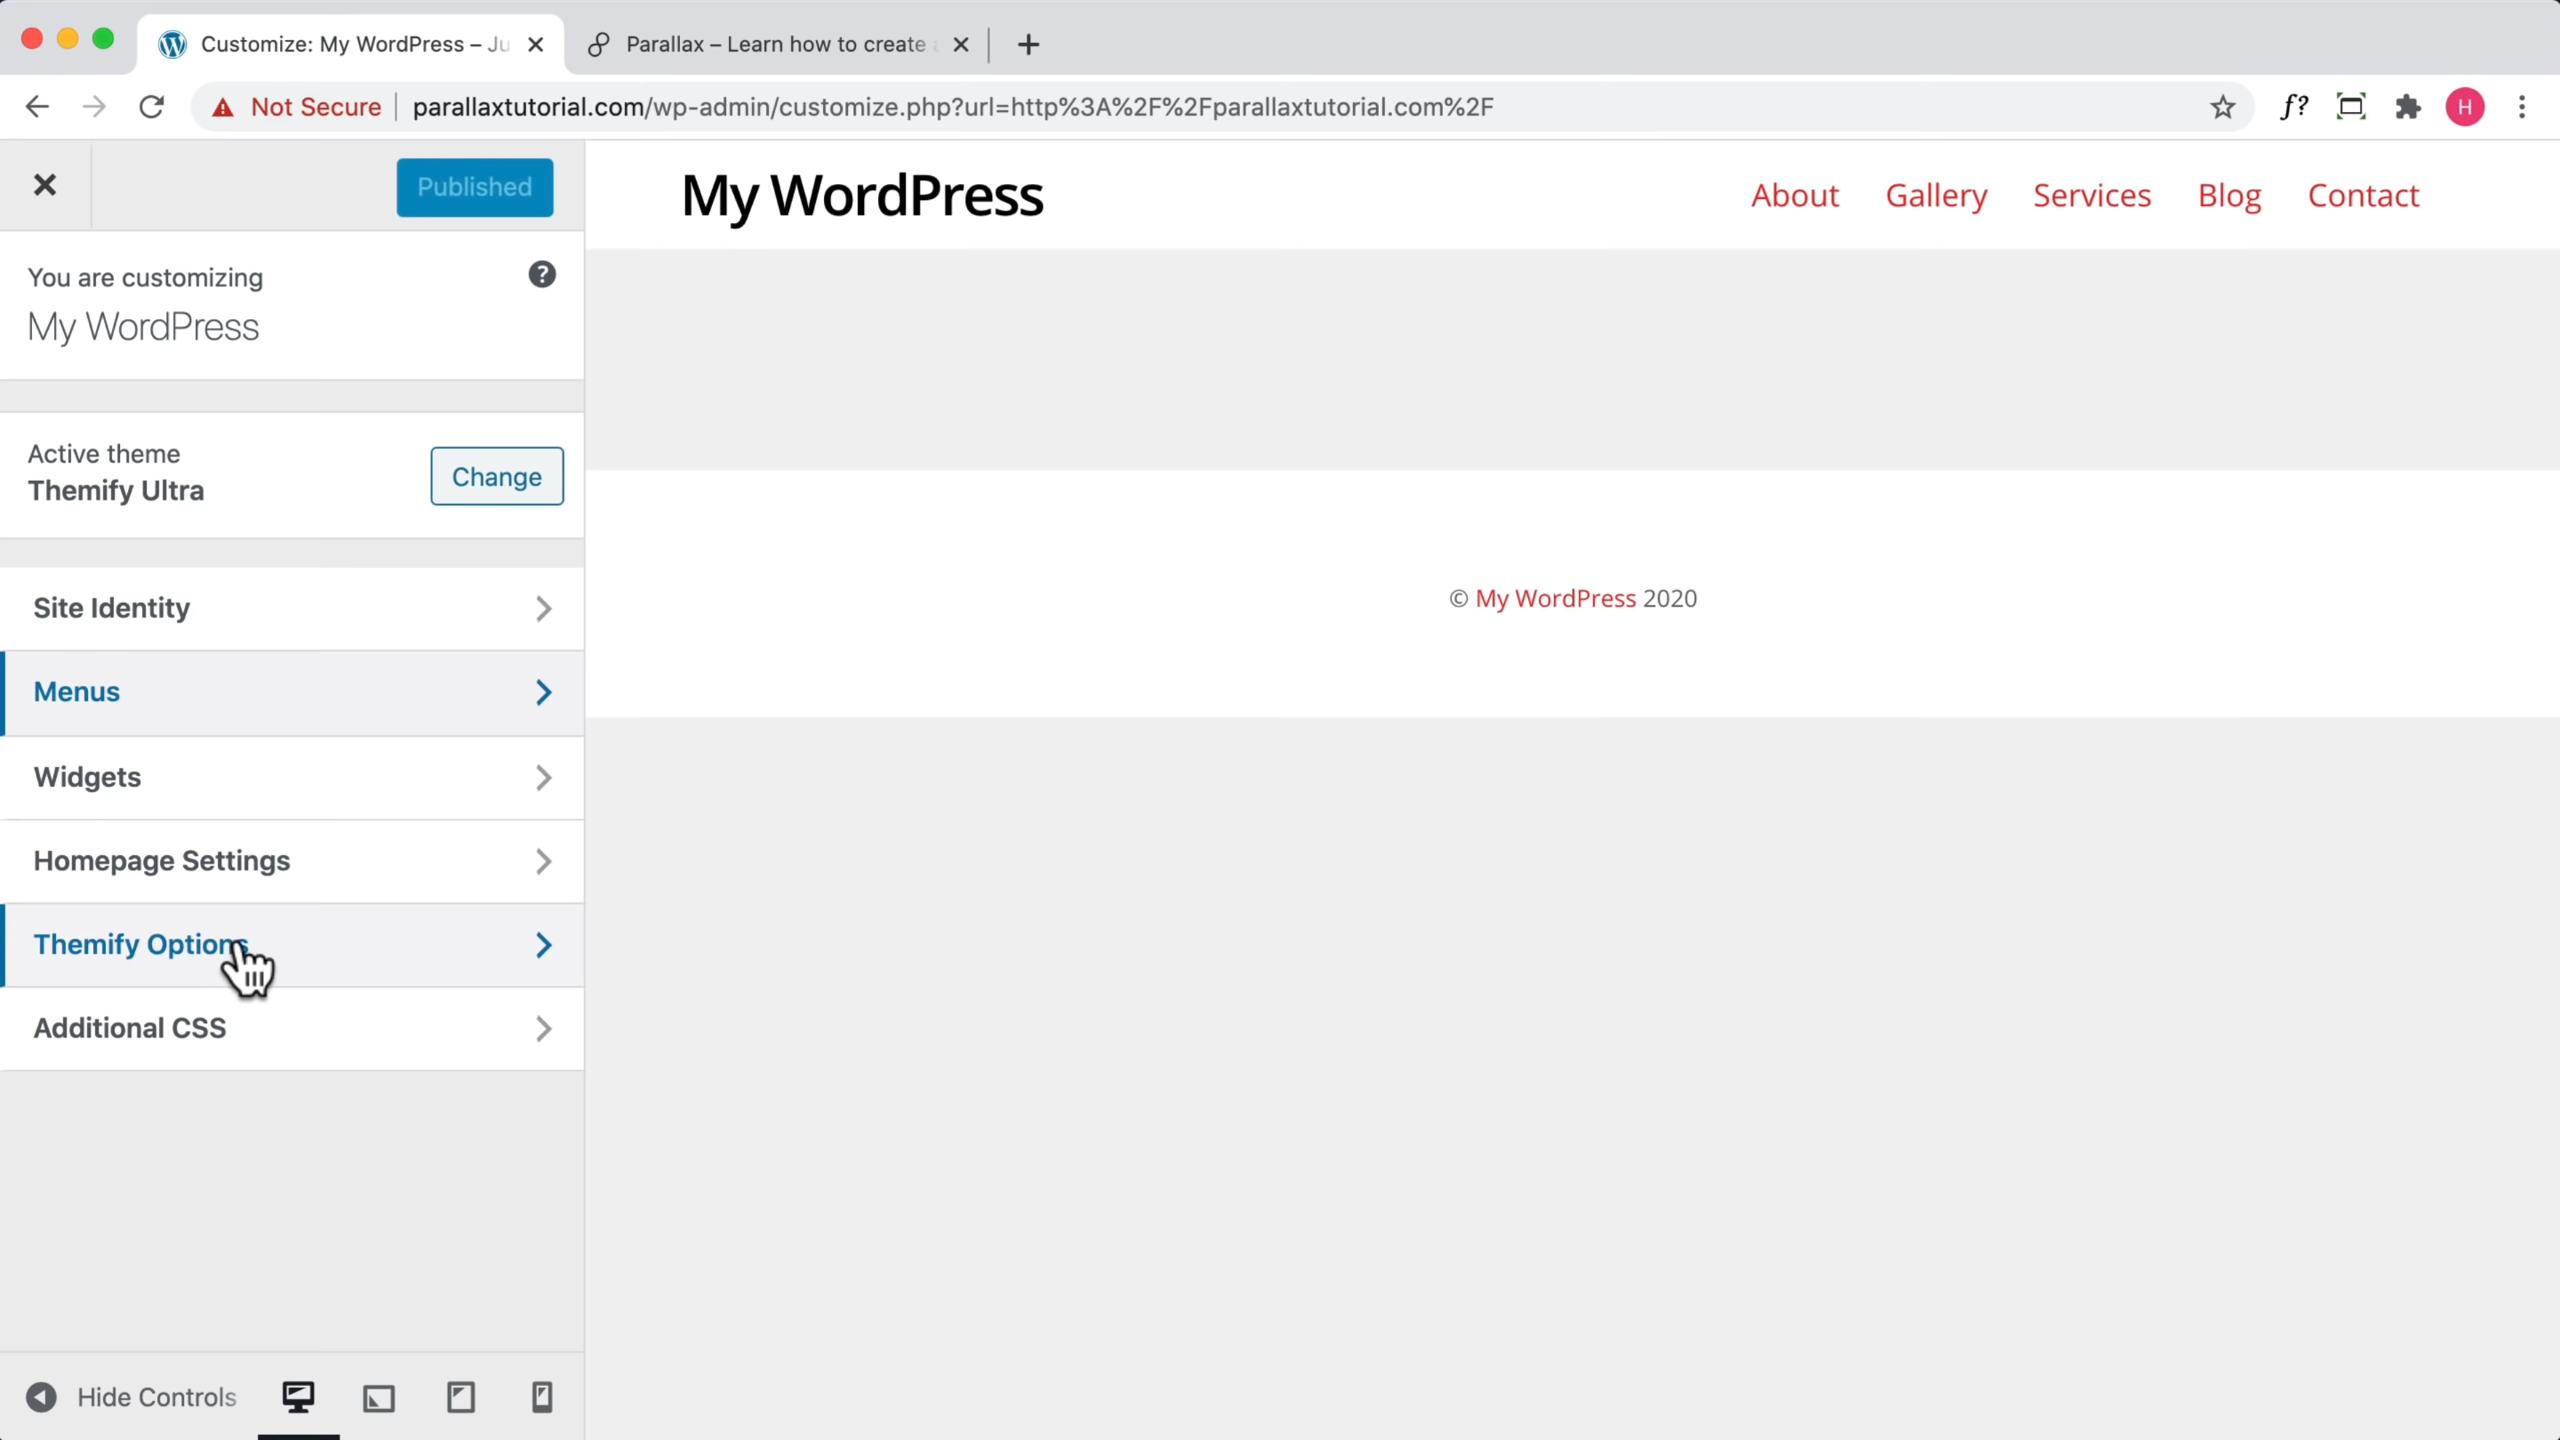 Customize: My WordPress – Ju
Parallax – Learn how to create
Not Secure
parallaxtutorial.com/wp-admin/customize.php?url=http%3A%2F%2Fparallaxtutorial.com%2F
f?
H
Published
My WordPress
About
Gallery
Services
Blog
Contact
You are customizing
?
My WordPress
Active theme
Themify Ultra
Change
Site Identity
© My WordPress 2020
Menus
Widgets
Homepage Settings
Themify Options
Additional CSS
Hide Controls